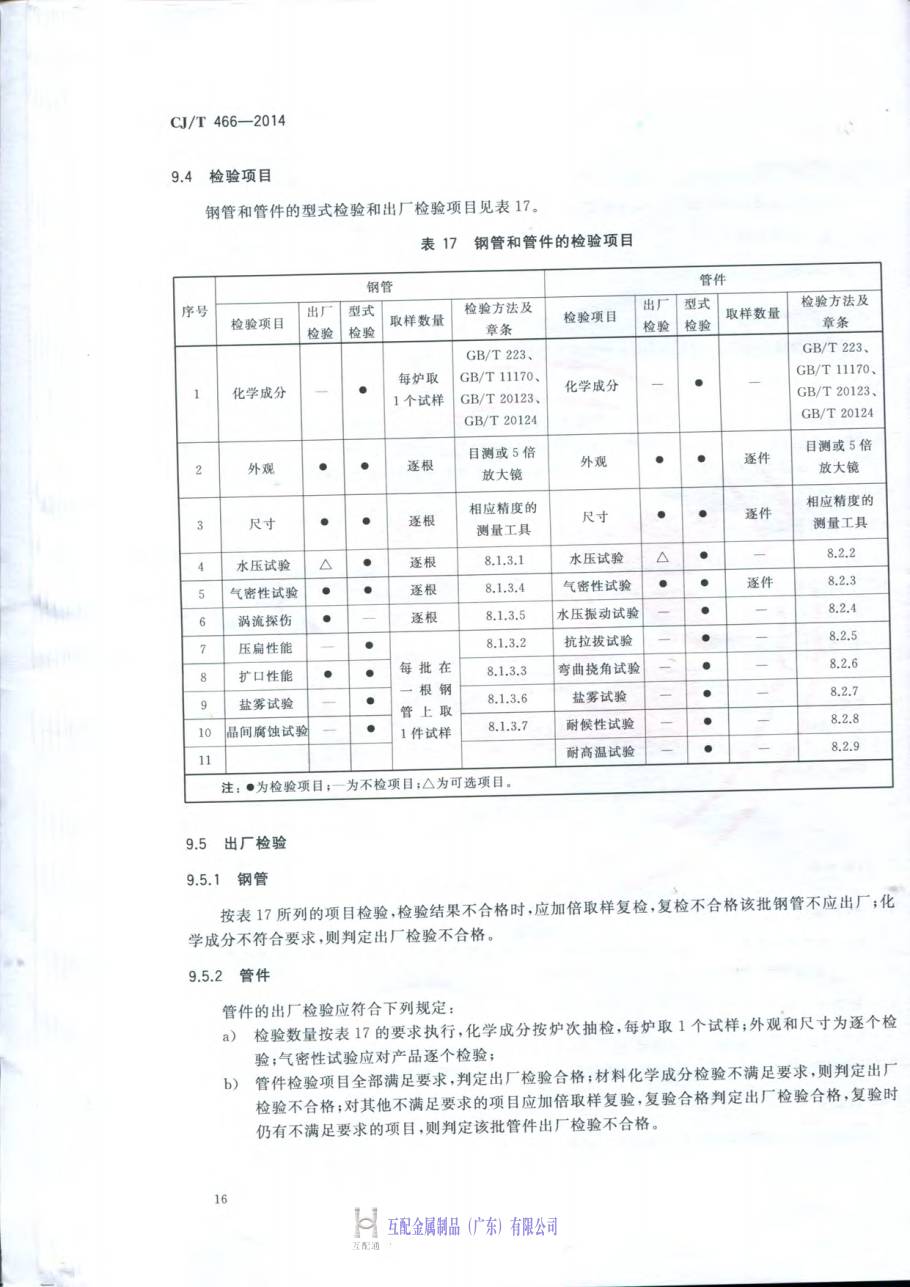 CJ/T 466—2014
9.4 检验项目
钢管和管件的型式检验和出厂检验项目见表 17。
表 17 钢管和管件的检验项目
序号 钢管 管件
检验项目 出厂检验 型式检验 取样数量 检验方法及章条 检验项目 出厂检验 型式检验 取样数量 检验方法及章条
1 化学成分 — ● 每炉取1个试样 GB/T 223、GB/T 11170、GB/T 20123、GB/T 20124 化学成分 — ● — GB/T 223、GB/T 11170、GB/T 20123、GB/T 20124
2 外观 ● ● 逐根 目测或 5 倍放大镜 外观 ● ● 逐件 目测或 5 倍放大镜
3 尺寸 ● ● 逐根 相应精度的测量工具 尺寸 ● ● 逐件 相应精度的测量工具
4 水压试验 △ ● 逐根 8.1.3.1 水压试验 △ ● — 8.2.2
5 气密性试验 ● ● 逐根 8.1.3.4 气密性试验 ● ● 逐件 8.2.3
6 涡流探伤 ● — 逐根 8.1.3.5 水压振动试验 — ● — 8.2.4
7 压扁性能 — ● 每批在一根钢管上取1件试样 8.1.3.2 抗拉拔试验 — ● — 8.2.5
8 扩口性能 ● ● 8.1.3.3 弯曲挠角试验 — ● — 8.2.6
9 盐雾试验 — ● 8.1.3.6 盐雾试验 — ● — 8.2.7
10 晶间腐蚀试验 — ● 8.1.3.7 耐候性试验 — ● — 8.2.8
11 耐高温试验 — ● — 8.2.9
注：●为检验项目；—为不检项目；△为可选项目。
9.5 出厂检验
9.5.1 钢管
按表 17 所列的项目检验，检验结果不合格时，应加倍取样复检，复检不合格该批钢管不应出厂；化
学成分不符合要求，则判定出厂检验不合格。
9.5.2 管件
管件的出厂检验应符合下列规定：
a) 检验数量按表 17 的要求执行，化学成分按炉次抽检，每炉取 1 个试样；外观和尺寸为逐个检
验；气密性试验应对产品逐个检验；
b) 管件检验项目全部满足要求，判定出厂检验合格；材料化学成分检验不满足要求，则判定出厂
检验不合格；对其他不满足要求的项目应加倍取样复验，复验合格判定出厂检验合格，复验时
仍有不满足要求的项目，则判定该批管件出厂检验不合格。
16
互配金属制品（广东）有限公司
互配通